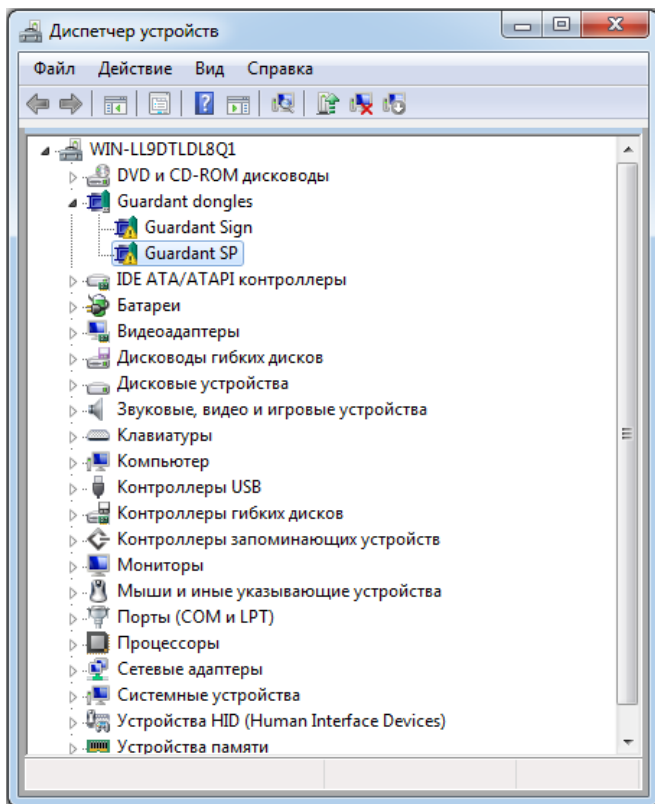 Диспетчер устройств
Файл Действие Вид Справка
WIN-LL9DTLDL8Q1
DVD и CD-ROM дисководы
Guardant dongles
Guardant Sign
Guardant SP
IDE ATA/ATAPI контроллеры
Батареи
Видеоадаптеры
Дисководы гибких дисков
Дисковые устройства
Звуковые, видео и игровые устройства
Клавиатуры
Компьютер
Контроллеры USB
Контроллеры гибких дисков
Контроллеры запоминающих устройств
Мониторы
Мыши и иные указывающие устройства
Порты (COM и LPT)
Процессоры
Сетевые адаптеры
Системные устройства
Устройства HID (Human Interface Devices)
Устройства памяти